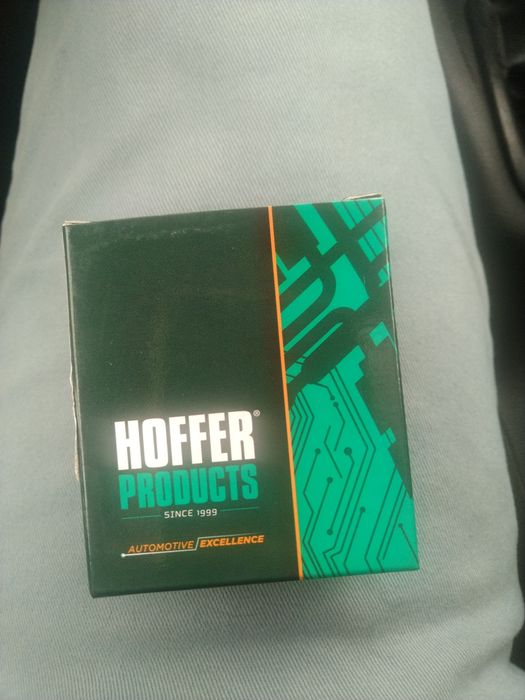 HOFFER®
PRODUCTS
SINCE 1999
AUTOMOTIVE EXCELLENCE